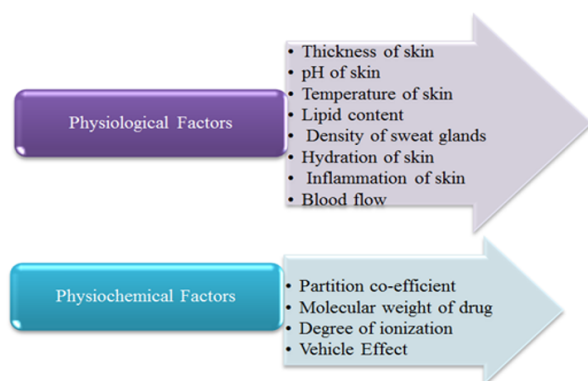 Physiological Factors
• Thickness of skin
• pH of skin
• Temperature of skin
• Lipid content
• Density of sweat glands
• Hydration of skin
• Inflammation of skin
• Blood flow
Physiochemical Factors
• Partition co-efficient
• Molecular weight of drug
• Degree of ionization
• Vehicle Effect